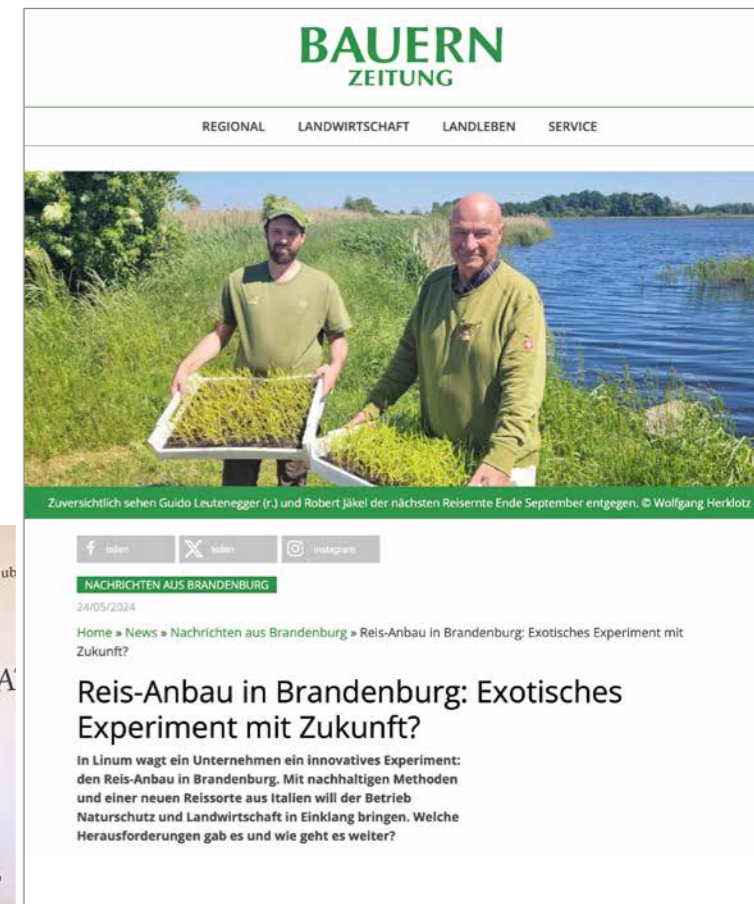 BAUERN
ZEITUNG
REGIONAL LANDWIRTSCHAFT LANDLEBEN SERVICE
Zuversichtlich sehen Guido Leutenegger (r.) und Robert Jäkel der nächsten Reisernte Ende September entgegen. © Wolfgang Herklotz
teilen teilen instagram
NACHRICHTEN AUS BRANDENBURG
24/05/2024
Home » News » Nachrichten aus Brandenburg » Reis-Anbau in Brandenburg: Exotisches Experiment mit
Zukunft?
Reis-Anbau in Brandenburg: Exotisches
Experiment mit Zukunft?
In Linum wagt ein Unternehmen ein innovatives Experiment:
den Reis-Anbau in Brandenburg. Mit nachhaltigen Methoden
und einer neuen Reissorte aus Italien will der Betrieb
Naturschutz und Landwirtschaft in Einklang bringen. Welche
Herausforderungen gab es und wie geht es weiter?